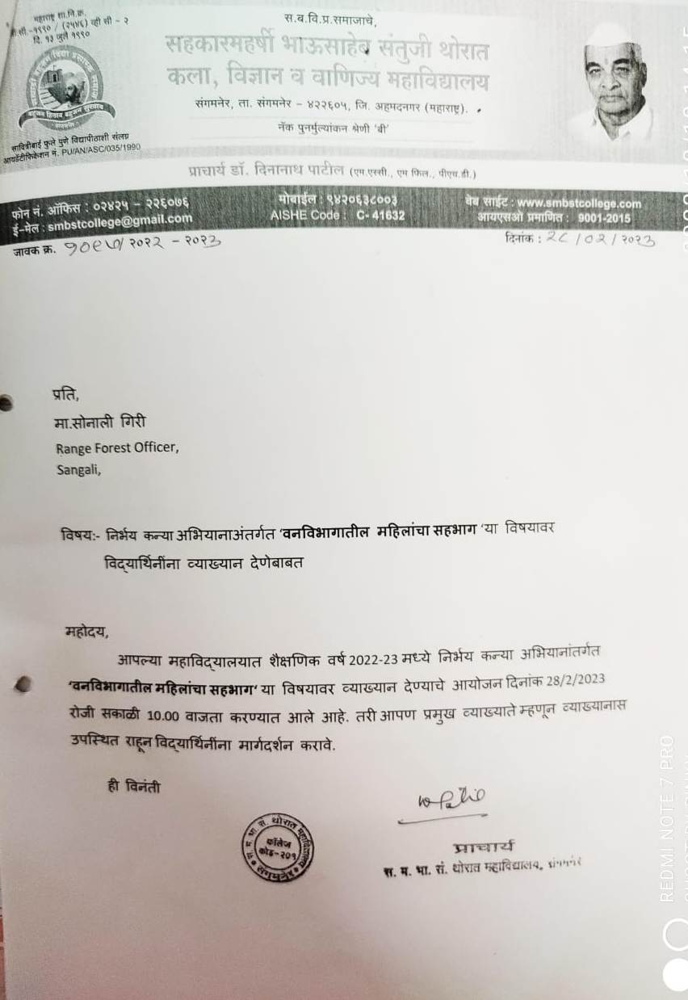 महाराष्ट्र शा.नि.क्र.
सी.सी.-१९९० / (२५४६) व्ही सी - २
दि. १३ जुलै १९९०
बहुजन हिताय बहुजन सुखाय
सावित्रीबाई फुले पुणे विद्यापीठाशी संलग्न
आयडेंटीफिकेशन नं. PU/AN/ASC/035/1990
स.ब.वि.प्र.समाजाचे,
सहकारमहर्षी भाऊसाहेब संतुजी थोरात
कला, विज्ञान व वाणिज्य महाविद्यालय
संगमनेर, ता. संगमनेर - ४२२६०५, जि. अहमदनगर (महाराष्ट्र).
नॅक पुनर्मुल्यांकन श्रेणी 'बी'
प्राचार्य डॉ. दिनानाथ पाटील (एम.एस्सी., एम फिल., पीएच.डी.)
फोन नं. ऑफिस : ०२४२५ - २२६०७६ मोबाईल : ९४२०६३८००३ वेब साईट : www.smbstcollege.com
ई-मेल : smbstcollege@gmail.com AISHE Code : C- 41632 आयएसओ प्रमाणित : 9001-2015
जावक क्र. /२०२२ - २०२३ दिनांक : २८/०२/२०२३
प्रति,
मा.सोनाली गिरी
Range Forest Officer,
Sangali,
विषय:- निर्भय कन्या अभियानाअंतर्गत 'वनविभागातील महिलांचा सहभाग 'या विषयावर
विद्यार्थिनींना व्याख्यान देणेबाबत
महोदय,
आपल्या महाविद्यालयात शैक्षणिक वर्ष 2022-23 मध्ये निर्भय कन्या अभियानांतर्गत
'वनविभागातील महिलांचा सहभाग' या विषयावर व्याख्यान देण्याचे आयोजन दिनांक 28/2/2023
रोजी सकाळी 10.00 वाजता करण्यात आले आहे. तरी आपण प्रमुख व्याख्याते म्हणून व्याख्यानास
उपस्थित राहून विद्यार्थिनींना मार्गदर्शन करावे.
ही विनंती
कॉलेज
कोड-२०१
संगमनेर
प्राचार्य
स. म. भा. सं. थोरात महाविद्यालय, संगमनेर
REDMI NOTE 7 PRO